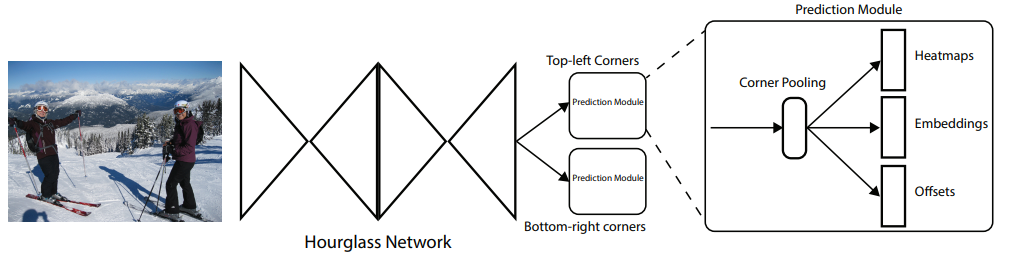 Prediction Module
Top-left Corners
Prediction Module
Prediction Module
Bottom-right corners
Hourglass Network
Corner Pooling
Heatmaps
Embeddings
Offsets